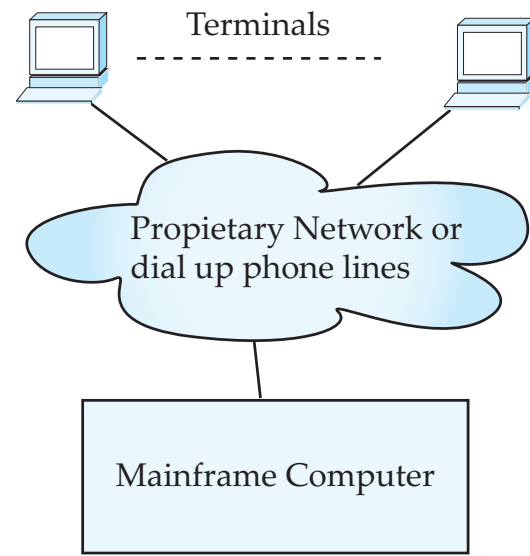 Terminals
Propietary Network or
dial up phone lines
Mainframe Computer